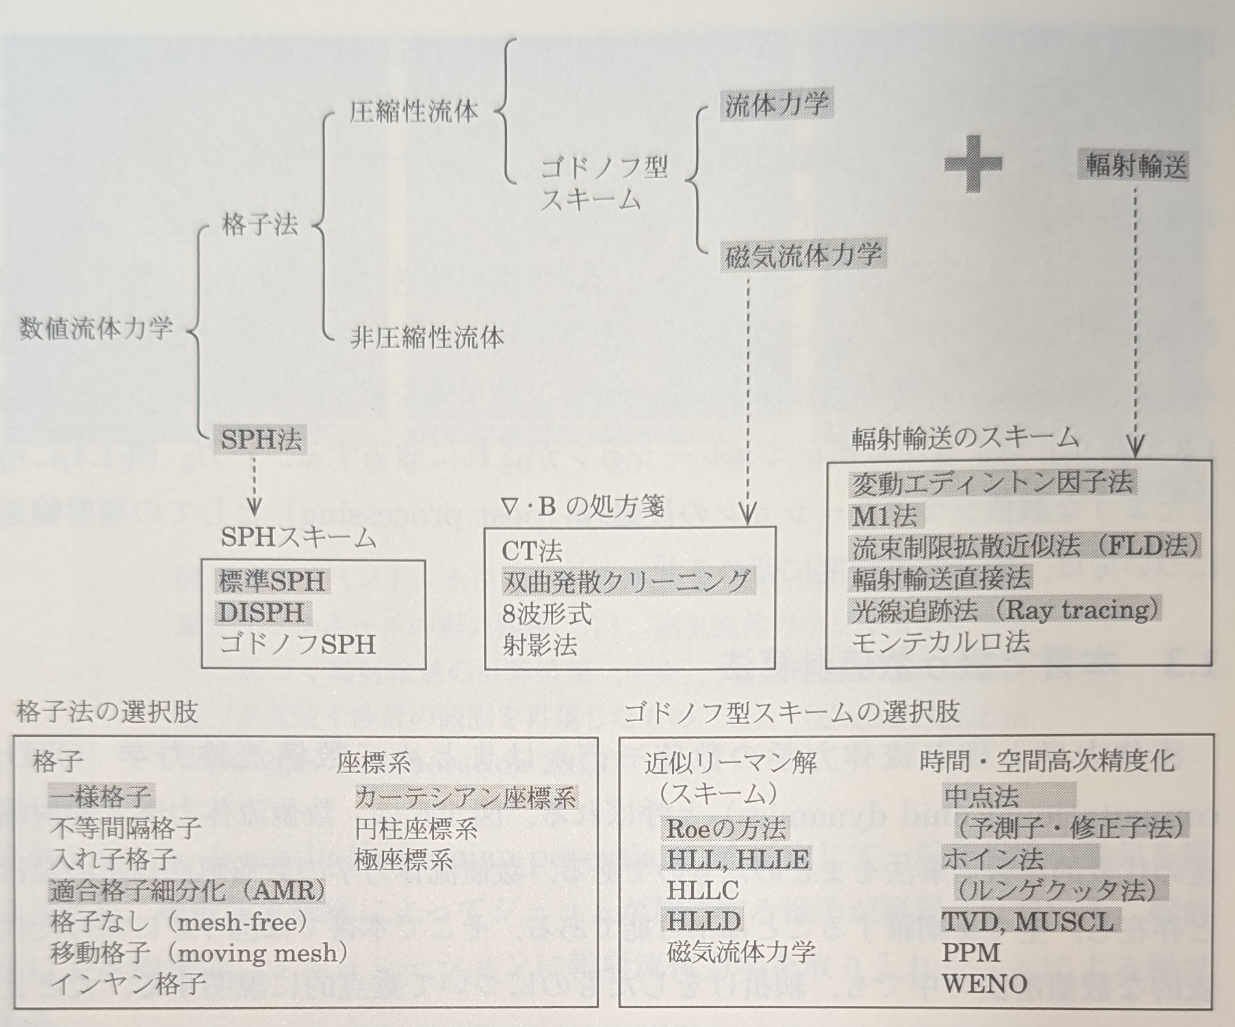 圧縮性流体
流体力学
ゴドノフ型
スキーム
輻射輸送
格子法
磁気流体力学
数値流体力学
非圧縮性流体
SPH法
輻射輸送のスキーム
変動エディントン因子法
M1法
流束制限拡散近似法（FLD法）
輻射輸送直接法
光線追跡法（Ray tracing）
モンテカルロ法
SPHスキーム
標準SPH
DISPH
ゴドノフSPH
∇·B の処方箋
CT法
双曲発散クリーニング
8波形式
射影法
格子法の選択肢
格子
一様格子
不等間隔格子
入れ子格子
適合格子細分化（AMR）
格子なし（mesh-free）
移動格子（moving mesh）
インヤン格子
座標系
カーテシアン座標系
円柱座標系
極座標系
ゴドノフ型スキームの選択肢
近似リーマン解
（スキーム）
Roeの方法
HLL, HLLE
HLLC
HLLD
磁気流体力学
時間・空間高次精度化
中点法
（予測子・修正子法）
ホイン法
（ルンゲクッタ法）
TVD, MUSCL
PPM
WENO